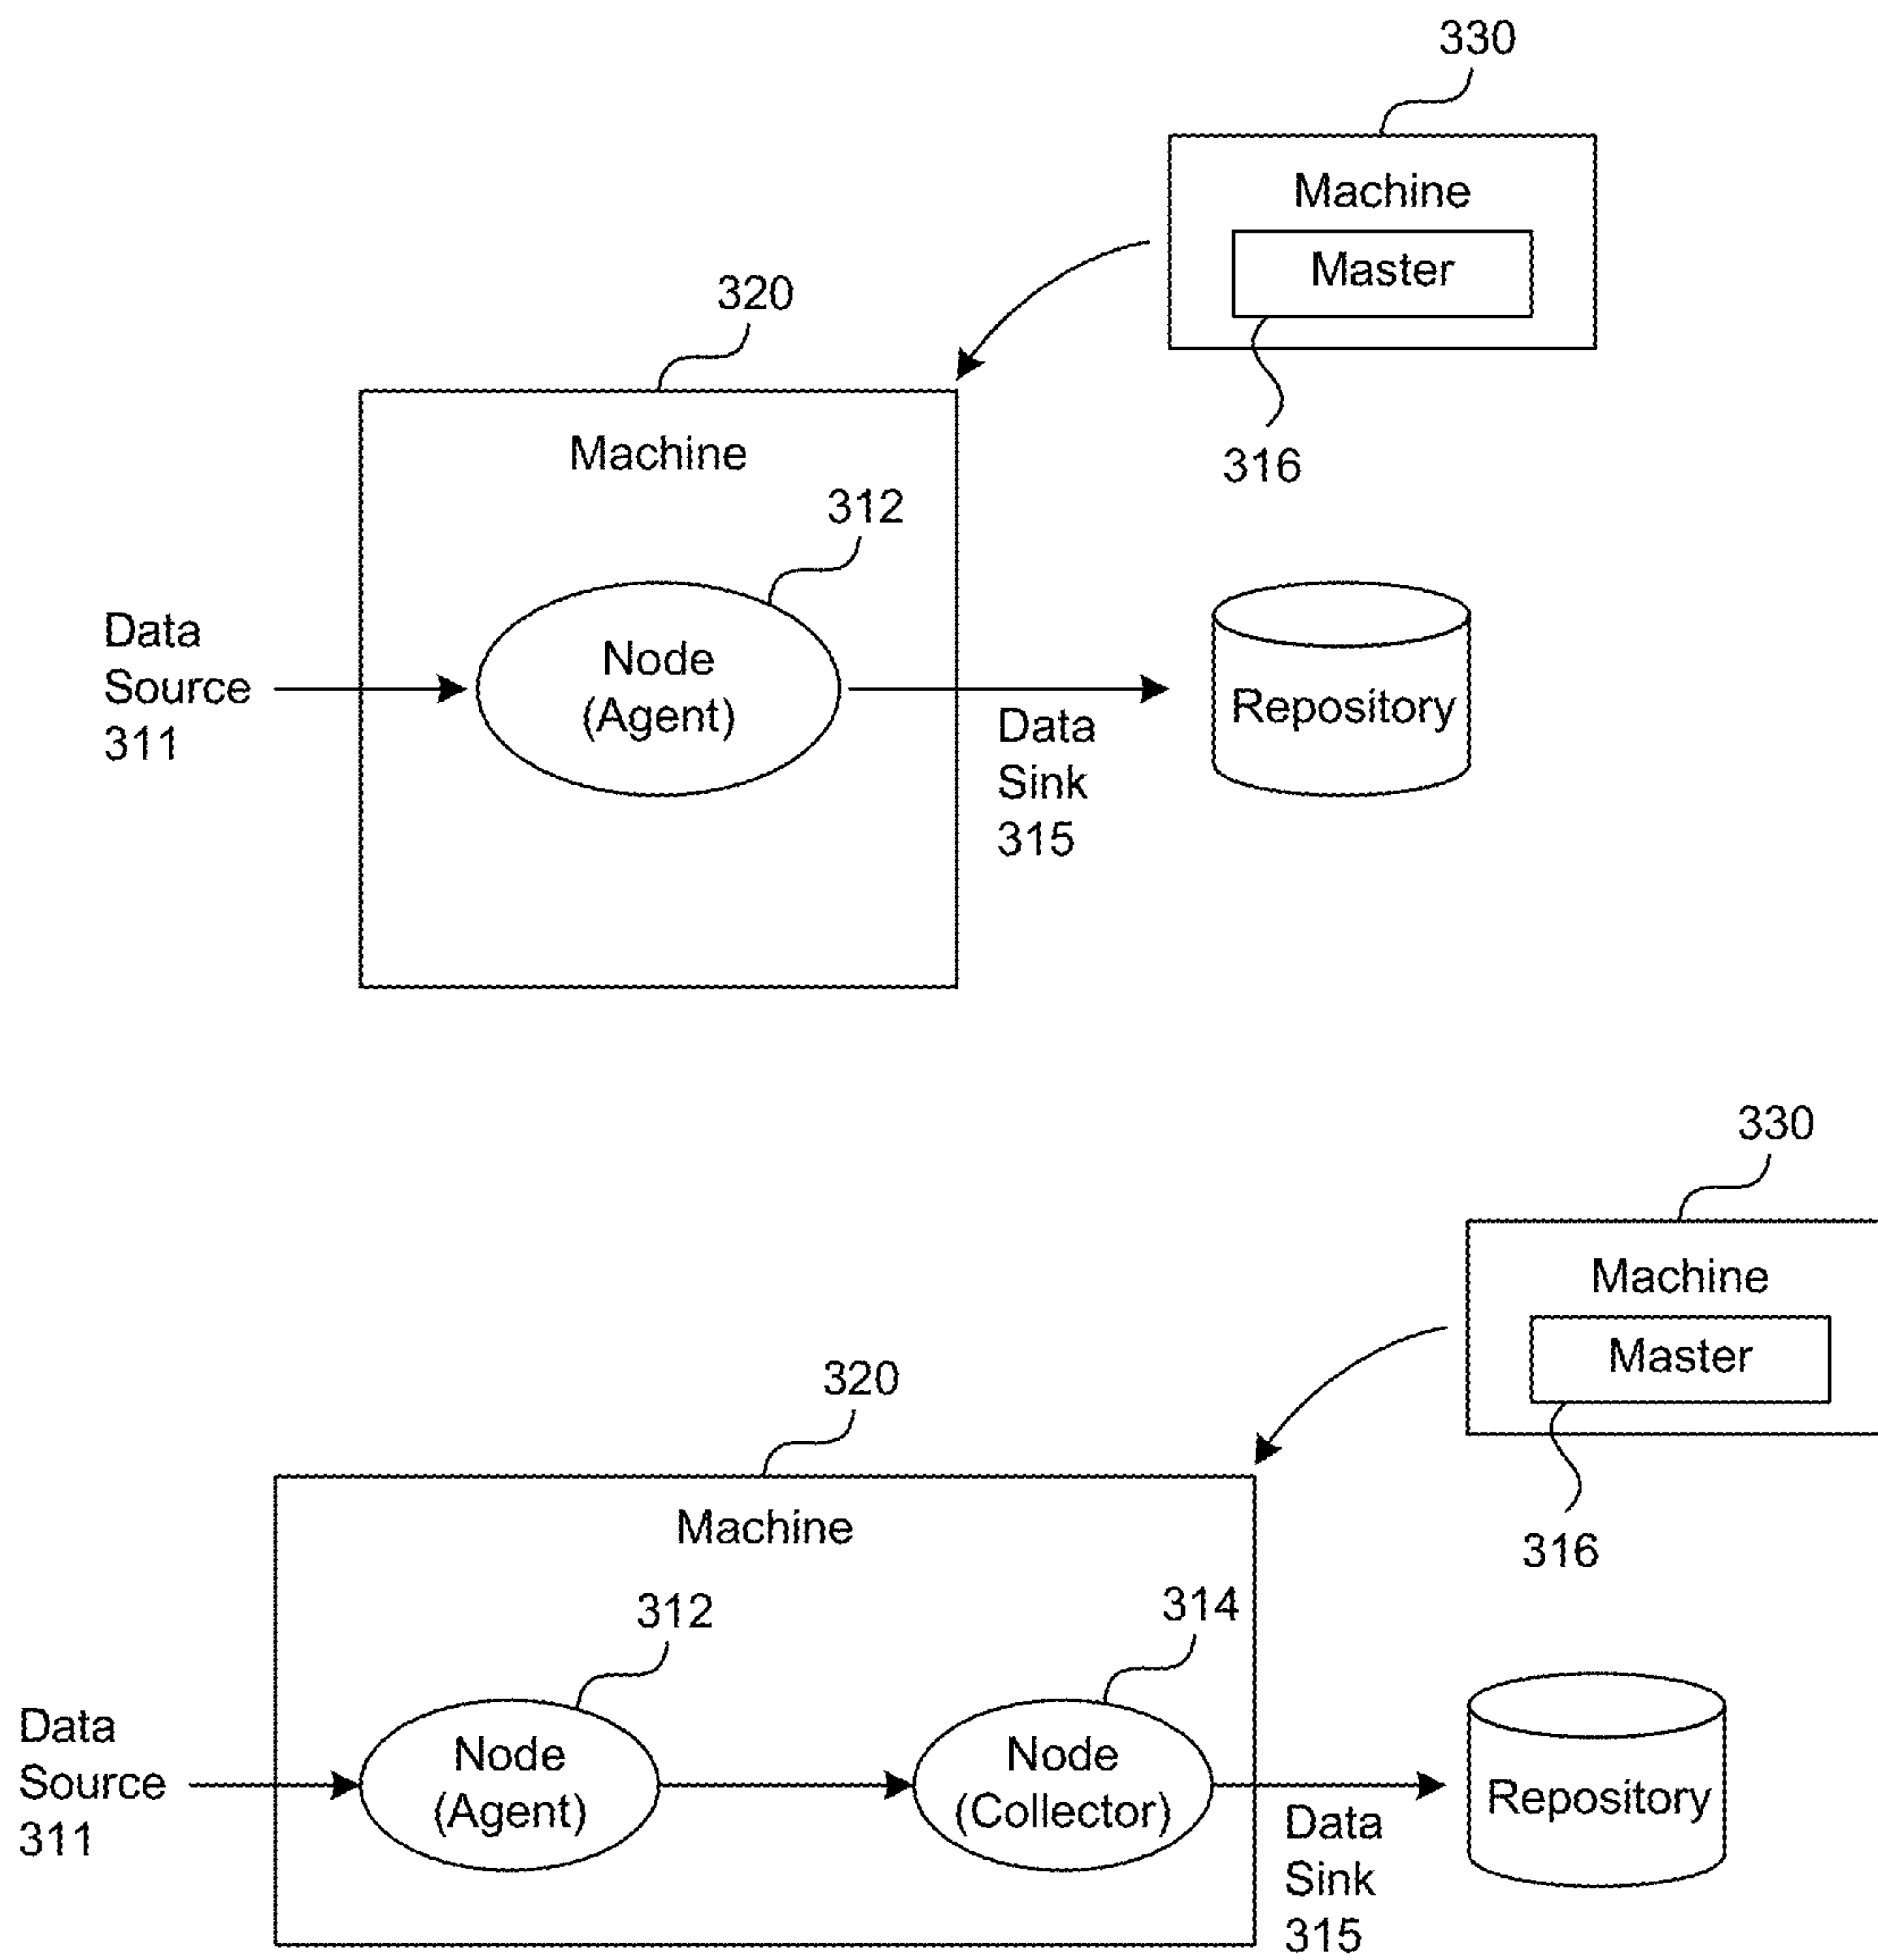 330
Machine
Master
320
316
Machine
312
Data
Source
311
Node
(Agent)
Data
Sink
315
Repository
330
Machine
Master
320
316
Machine
312
314
Data
Source
311
Node
(Agent)
Node
(Collector)
Data
Sink
315
Repository